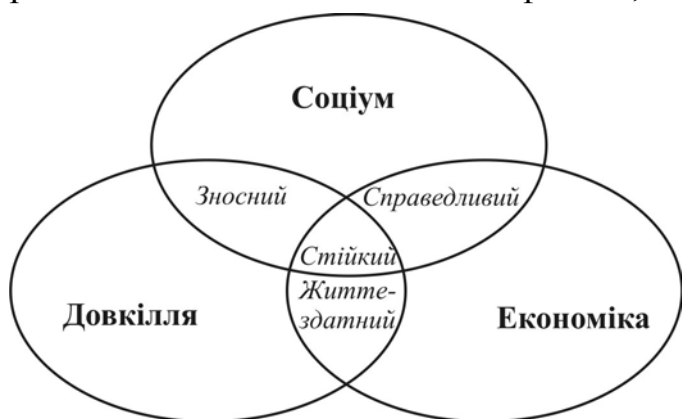 Соціум
Зносний
Справедливий
Стійкий
Життє-
здатний
Довкілля
Економіка